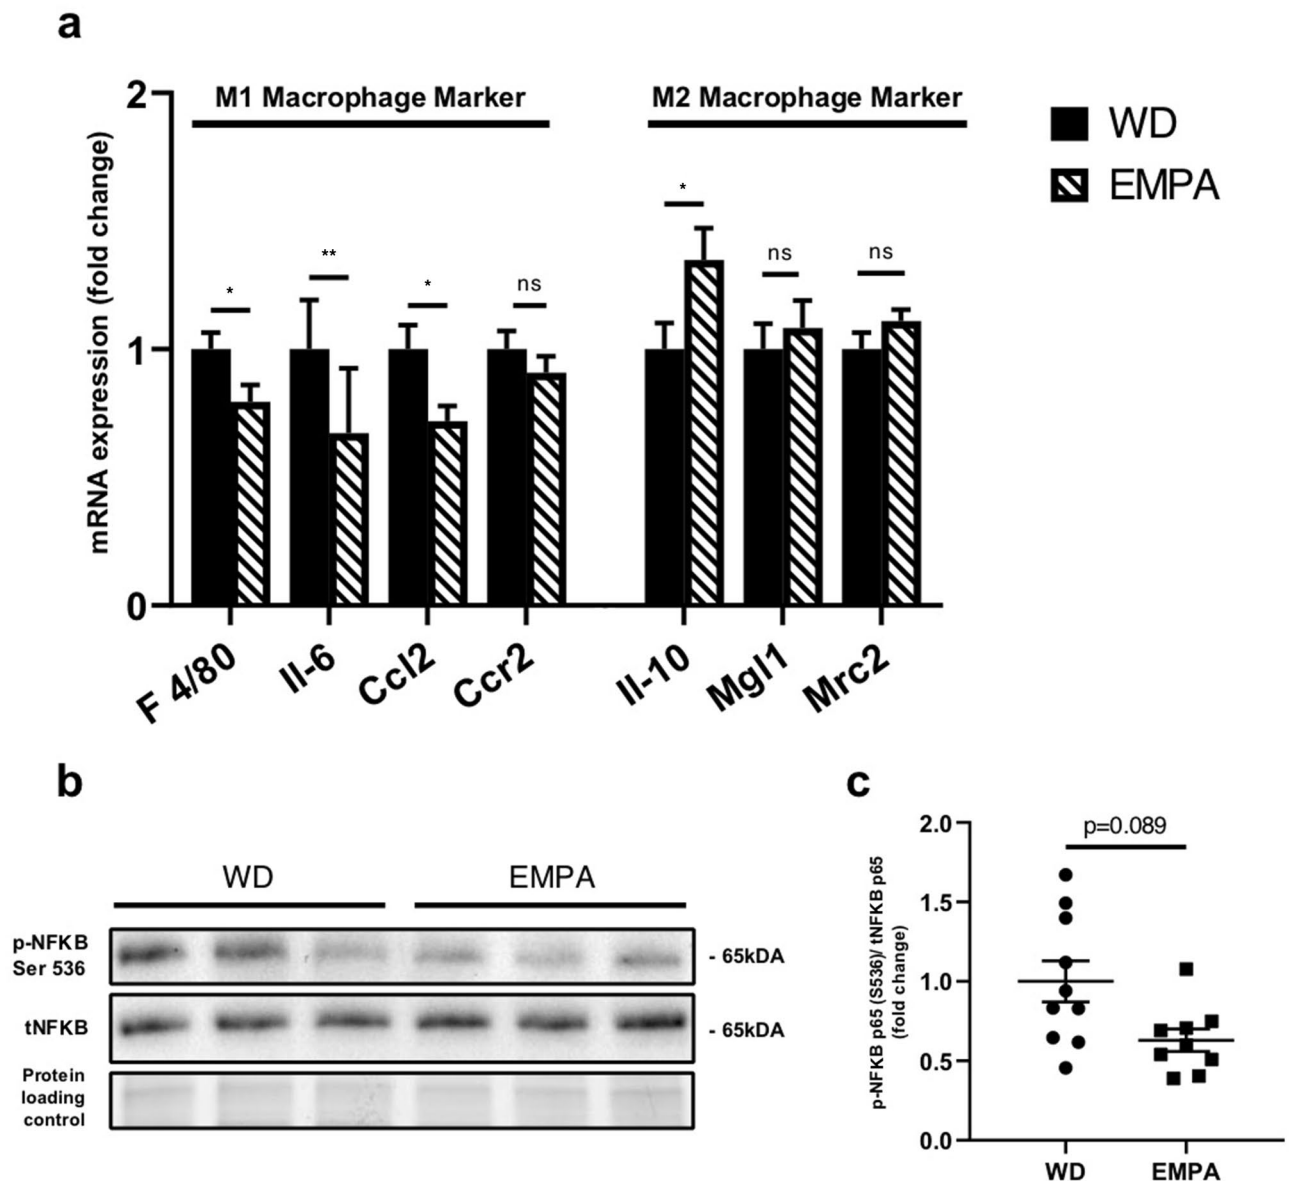 a
2
M1 Macrophage Marker
M2 Macrophage Marker
WD
EMPA
mRNA expression (fold change)
*
**
*
ns
*
ns
ns
1
0
F 4/80
Il-6
Ccl2
Ccr2
Il-10
Mgl1
Mrc2
b
WD
EMPA
p-NFKB
Ser 536
- 65kDA
tNFKB
- 65kDA
Protein
loading
control
c
p-NFKB p65 (S536)/ tNFKB p65
(fold change)
2.0
1.5
1.0
0.5
0.0
p=0.089
WD
EMPA